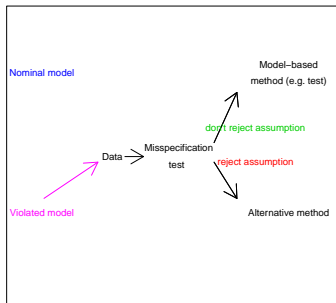 Model–based
method (e.g. test)
Nominal model
don't reject assumption
Misspecification
test
Data
reject assumption
Violated model
Alternative method